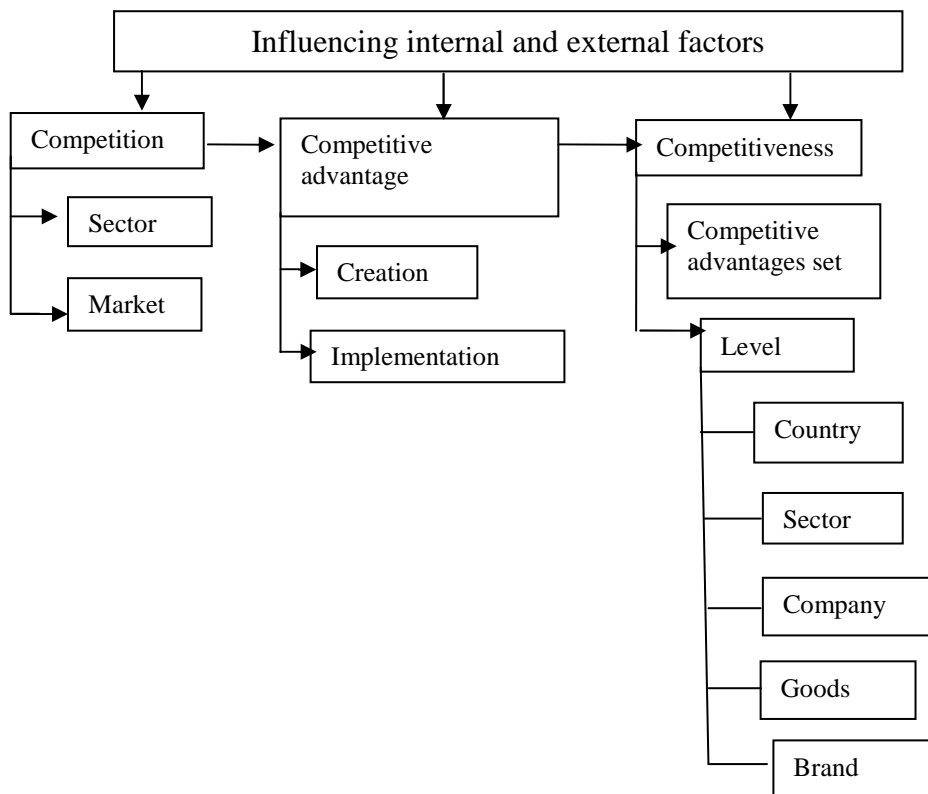 Influencing internal and external factors
Competition
Sector
Market
Competitive
advantage
Creation
Implementation
Competitiveness
Competitive
advantages set
Level
Country
Sector
Company
Goods
Brand